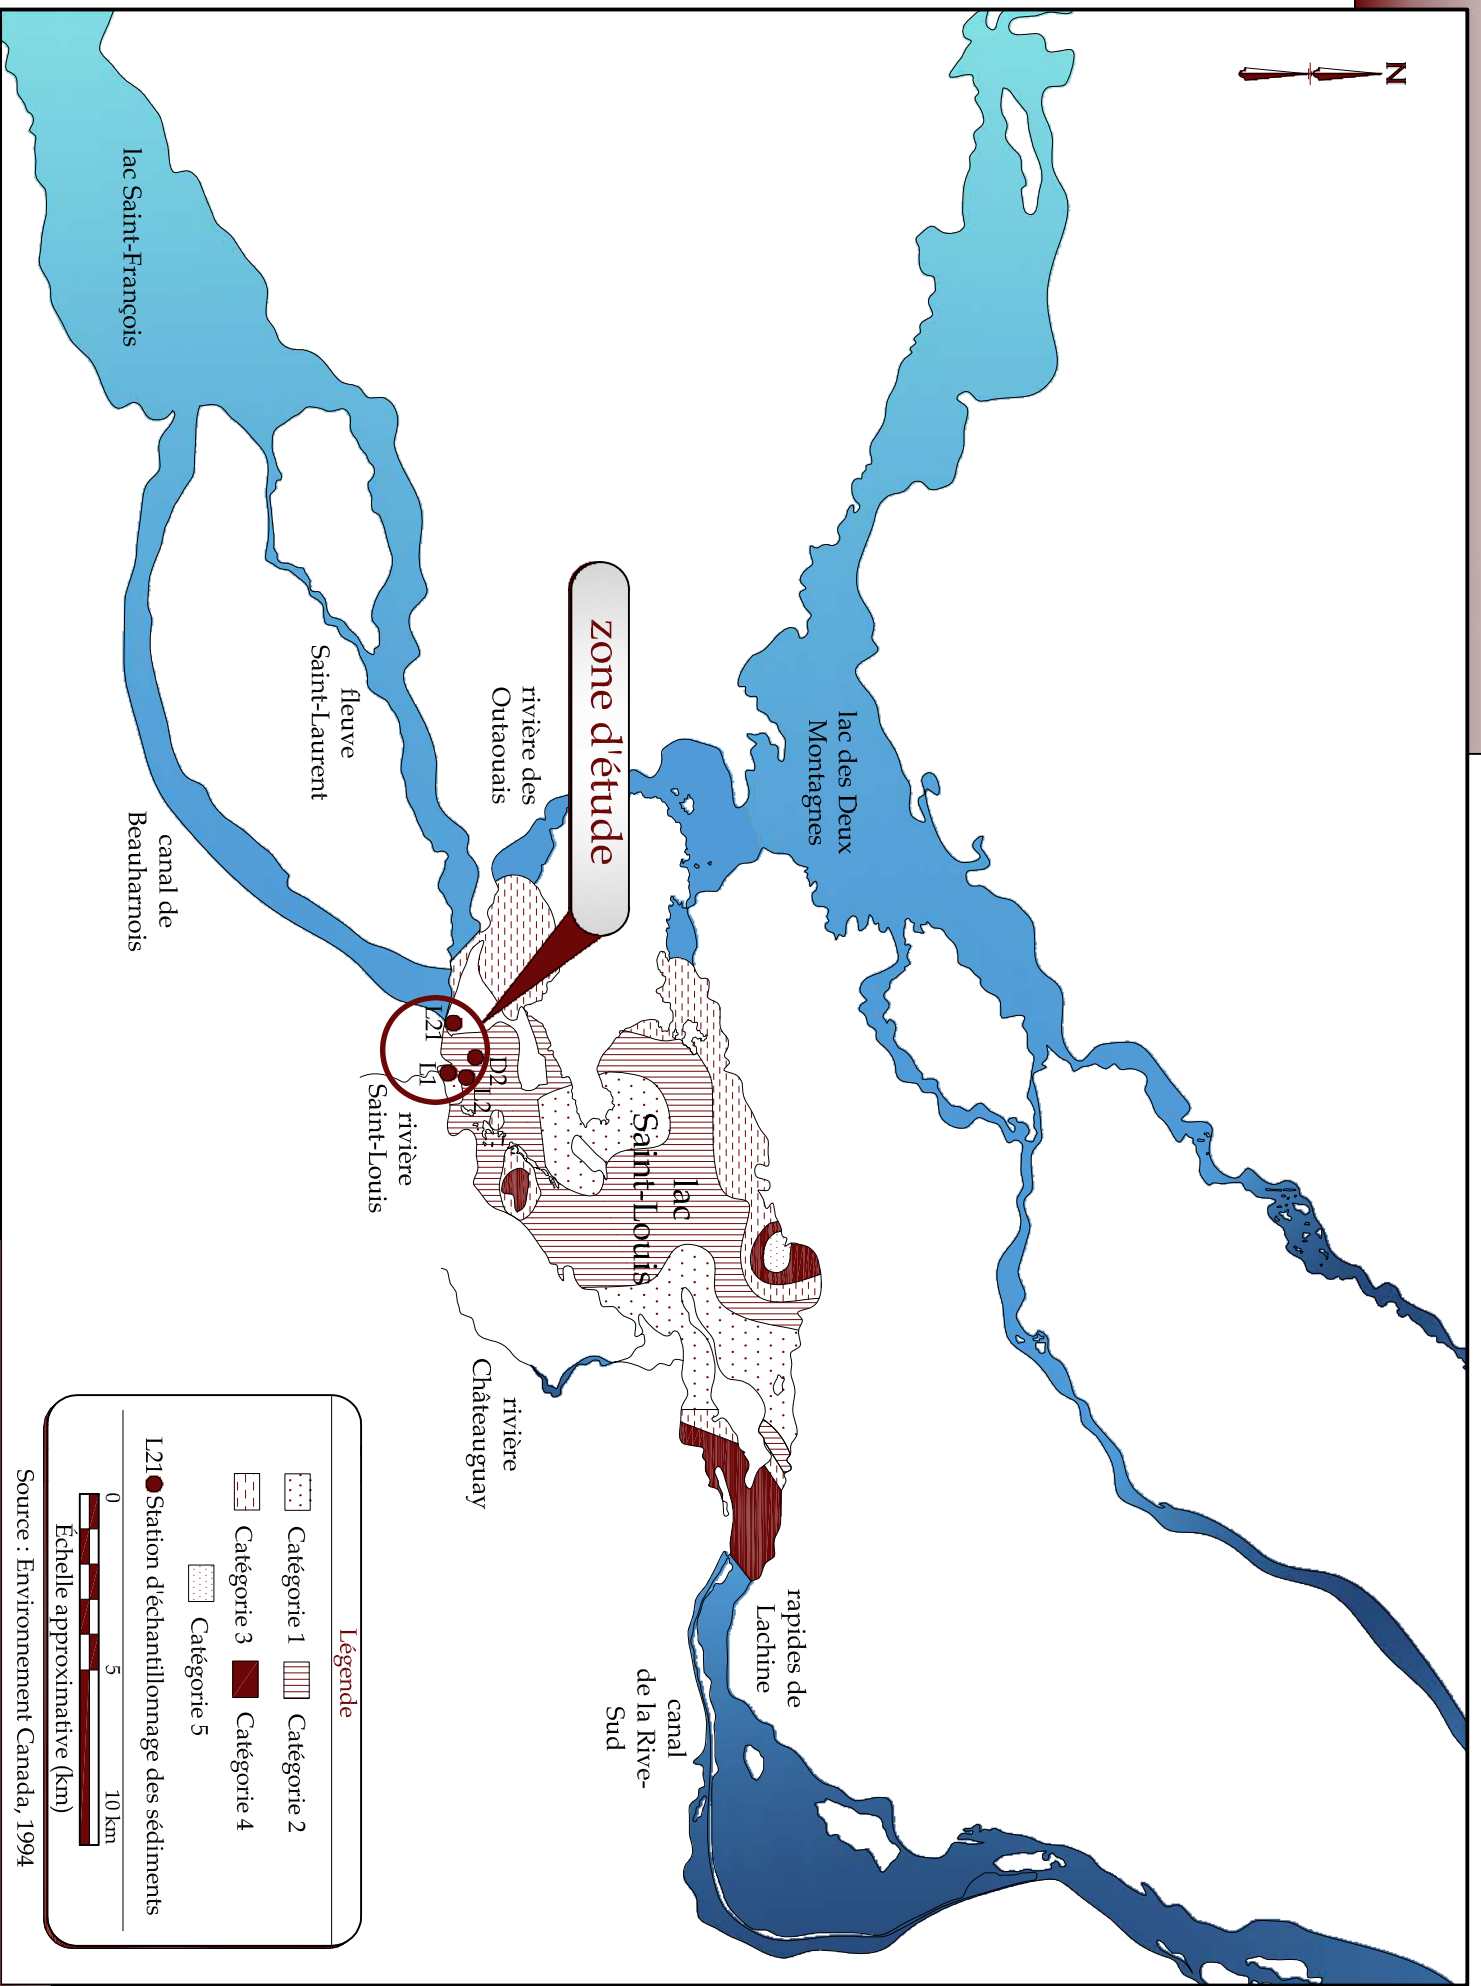 N
lac Saint-François
lac des Deux
Montagnes
zone d'étude
rivière des
Outaouais
fleuve
Saint-Laurent
canal de
Beauharnois
L21
D2
L2
L1
rivière
Saint-Louis
lac
Saint-Louis
rivière
Châteauguay
rapides de
Lachine
canal
de la Rive-
Sud
Légende
Catégorie 1 Catégorie 2
Catégorie 3 Catégorie 4
Catégorie 5
L21 Station d'échantillonnage des sédiments
0 5 10 km
Échelle approximative (km)
Source : Environnement Canada, 1994